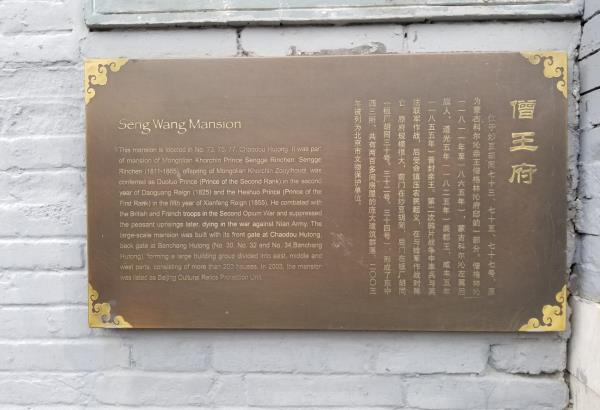 Seng Wang Mansion
This mansion is located in No. 73, 75, 77, Chaodou Hutong. It was part
of mansion of Mongolian Khorchin Prince Sengge Rinchen. Sengge
Rinchen (1811-1865), offspring of Mongolian Khorchin Zuoyihouqi, was
conferred as Duoluo Prince (Prince of the Second Rank) in the second
year of Daoguang Reign (1825) and the Heshuo Prince (Prince of the
First Rank) in the fifth year of Xianfeng Reign (1855). He combated with
the British and Franch troops in the Second Opium War and suppressed
the peasant uprisings later, dying in the war against Nian Army. The
large-scale mansion was built with its front gate at Chaodou Hutong,
back gate at Banchang Hutong (No. 30, No. 32 and No. 34,Banchang
Hutong), forming a large building group divided into east, middle and
west parts, consisting of more than 200 houses. In 2003, the mansion
was listed as Beijing Cultural Relics Protection Unit.
僧王府
位于炒豆胡同七十三、七十五、七十七号。原
为蒙古科尔沁亲王僧格林沁府邸的一部分。僧格林沁
（一八一一年至一八六五年），蒙古科尔沁左翼后
旗人，道光五年（一八二五年）袭郡王，咸丰五年
（一八五五年）晋封亲王。第二次鸦片战争中率兵与英
法联军作战，后受命镇压农民起义，在与捻军作战时阵
亡。原府规模很大，前门在炒豆胡同，后门在板厂胡同
（板厂胡同三十号、三十二号、三十四号），形成了东中
西三所、共有两百多间房屋的庞大建筑群落。二〇〇三
年被列为北京市文物保护单位。